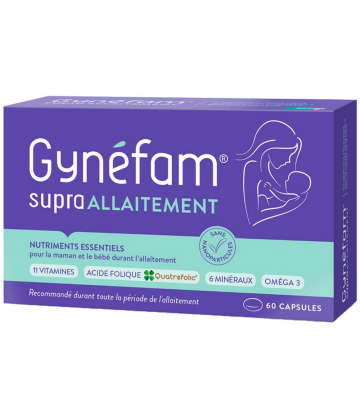 Gynéfam®
supra ALLAITEMENT
NUTRIMENTS ESSENTIELS
pour la maman et le bébé durant l'allaitement
SANS NANOPARTICULES
11 VITAMINES ACIDE FOLIQUE Quatrefolic® 6 MINÉRAUX OMÉGA 3
Recommandé durant toute la période de l'allaitement
60 CAPSULES